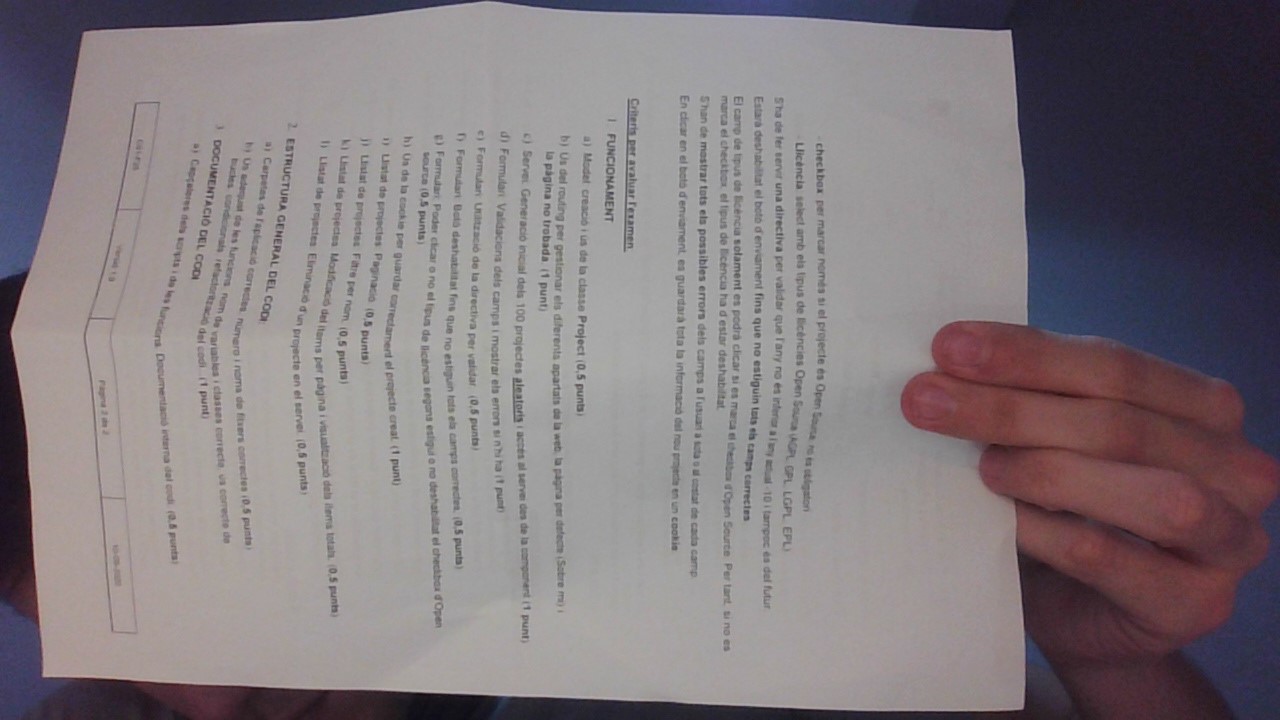 - checkbox per marcar només si el projecte és Open Source, no és obligatori
- Llicència select amb els tipus de llicències Open Source (AGPL, GPL, LGPL, EPL)
S'ha de fer servir una directiva per validar que l'any no és inferior a l'any actual -10 i tampoc és del futur.
Estarà deshabilitat el botó d'enviament fins que no estiguin tots els camps correctes
El camp de tipus de llicència solament es podrà clicar si es marca el checkbox d'Open Source. Per tant, si no es
marca el checkbox, el tipus de llicència ha d'estar deshabilitat.
S'han de mostrar tots els possibles errors dels camps a l'usuari a sota o al costat de cada camp
En clicar en el botó d'enviament, es guardarà tota la informació del nou projecte en un cookie
Criteris per avaluar l'examen
1. FUNCIONAMENT
a) Model: creació i ús de la classe Project (0,5 punts)
b) Ús del routing per gestionar els diferents apartats de la web, la pàgina per defecte (Sobre mi) i
la pàgina no trobada. (1 punt)
c) Servei. Generació inicial dels 100 projectes aleatoris i accés al servei des de la component (1 punt)
d) Formulari. Validacions dels camps i mostrar els errors si n'hi ha (1 punt)
e) Formulari. Utilització de la directiva per validar. (0,5 punts)
f) Formulari. Botó deshabilitat fins que no estiguin tots els camps correctes. (0,5 punts)
g) Formulari. Poder clicar o no el tipus de llicència segons estigui o no deshabilitat el checkbox d'Open
source (0,5 punts)
h) Ús de la cookie per guardar correctament el projecte creat. (1 punt)
i) Llistat de projectes. Paginació (0,5 punts)
j) Llistat de projectes. Filtre per nom. (0,5 punts)
k) Llistat de projectes. Modificació del ítems per pàgina i visualització dels ítems totals. (0,5 punts)
l) Llistat de projectes. Eliminació d'un projecte en el servei. (0,5 punts)
2. ESTRUCTURA GENERAL DEL CODI:
a) Carpetes de l'aplicació correctes, número i noms de fitxers correctes (0,5 punts)
b) Ús adequat de les funcions, nom de variables i classes correcte, ús correcte de
bucles, condicionals, refactorització del codi... (1 punt)
3. DOCUMENTACIÓ DEL CODI
a) Capçaleres dels scripts i de les funcions. Documentació interna del codi. (0,5 punts)
Versió 1.0
Pàgina 2 de 2